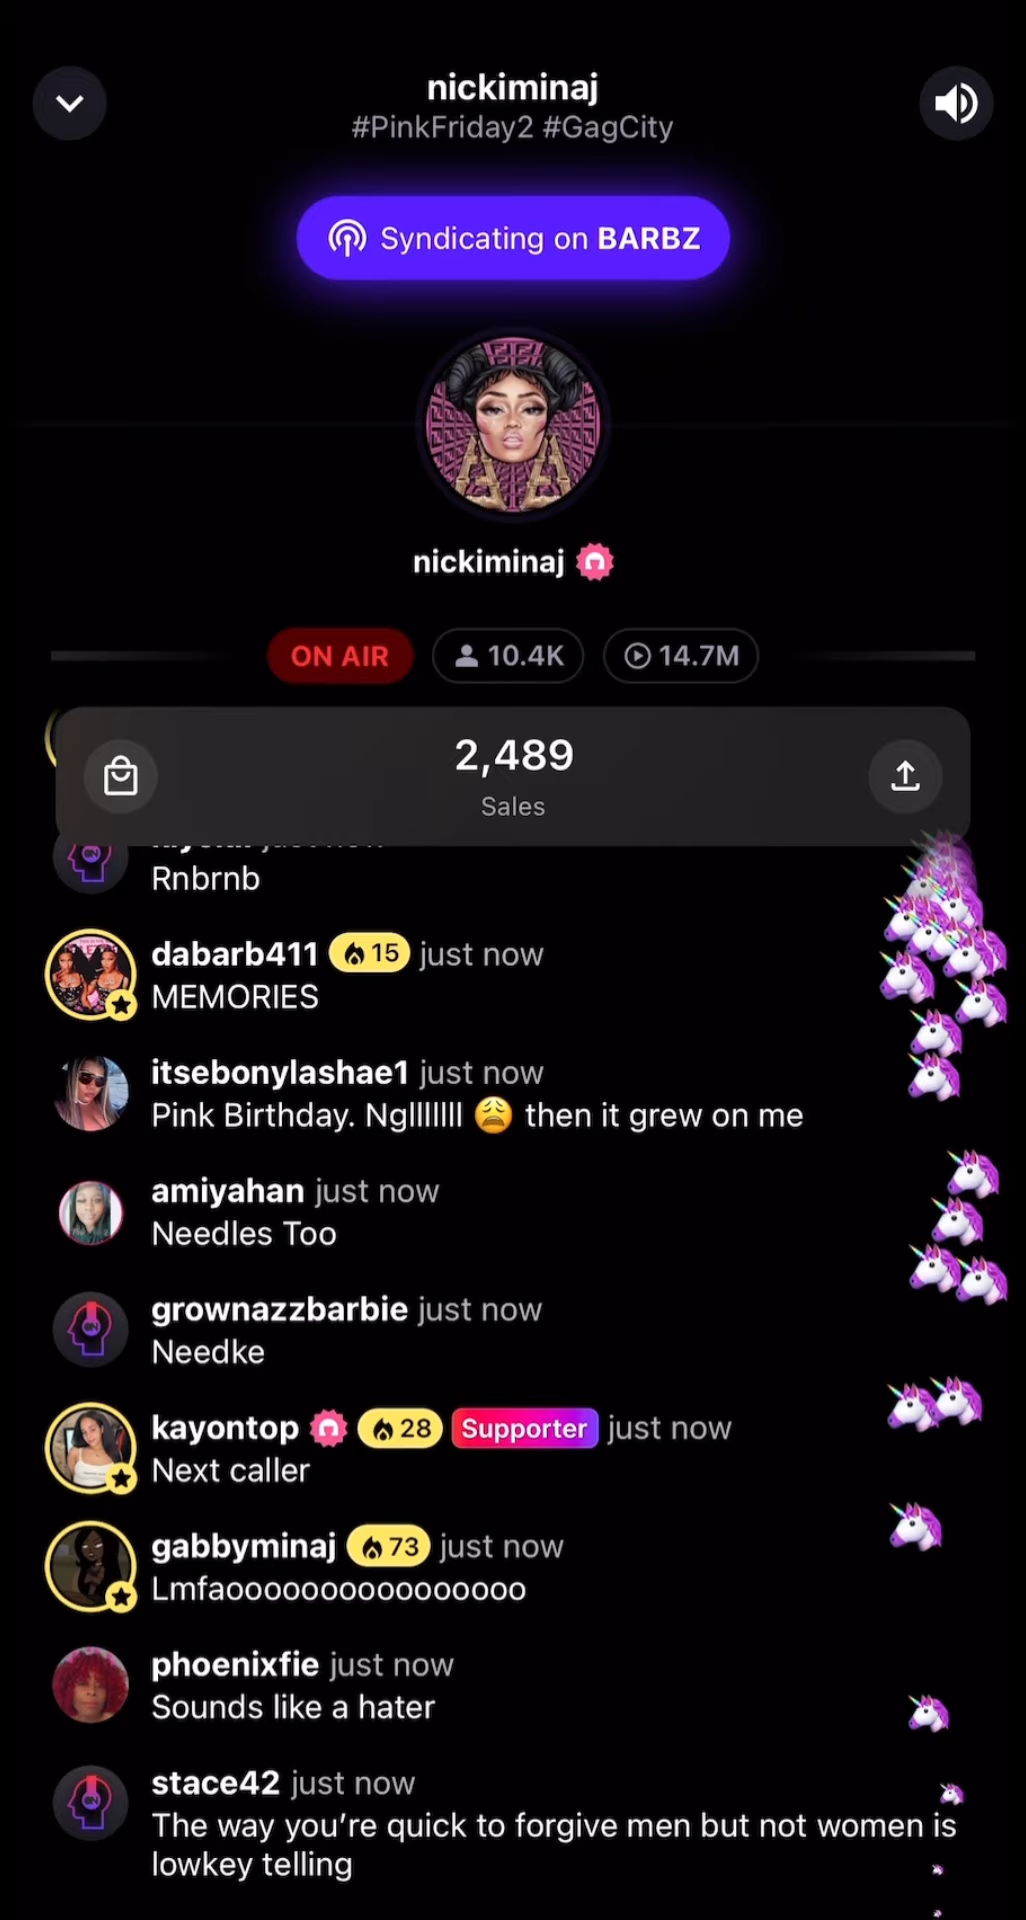 nickiminaj
#PinkFriday2 #GagCity
Syndicating on BARBZ
nickiminaj
ON AIR
10.4K
14.7M
2,489
Sales
Rnbrnb
dabarb411 15 just now
MEMORIES
itsebonylashae1 just now
Pink Birthday. Nglllllll 😩 then it grew on me
amiyahan just now
Needles Too
grownazzbarbie just now
Needke
kayontop 28 Supporter just now
Next caller
gabbyminaj 73 just now
Lmfaoooooooooooooooo
phoenixfie just now
Sounds like a hater
stace42 just now
The way you’re quick to forgive men but not women is
lowkey telling